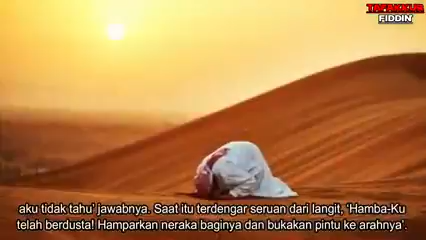 TAFAKKUR
FIDDIN'
aku tidak tahu' jawabnya. Saat itu terdengar seruan dari langit, 'Hamba-Ku
telah berdusta! Hamparkan neraka baginya dan bukakan pintu ke arahnya'.